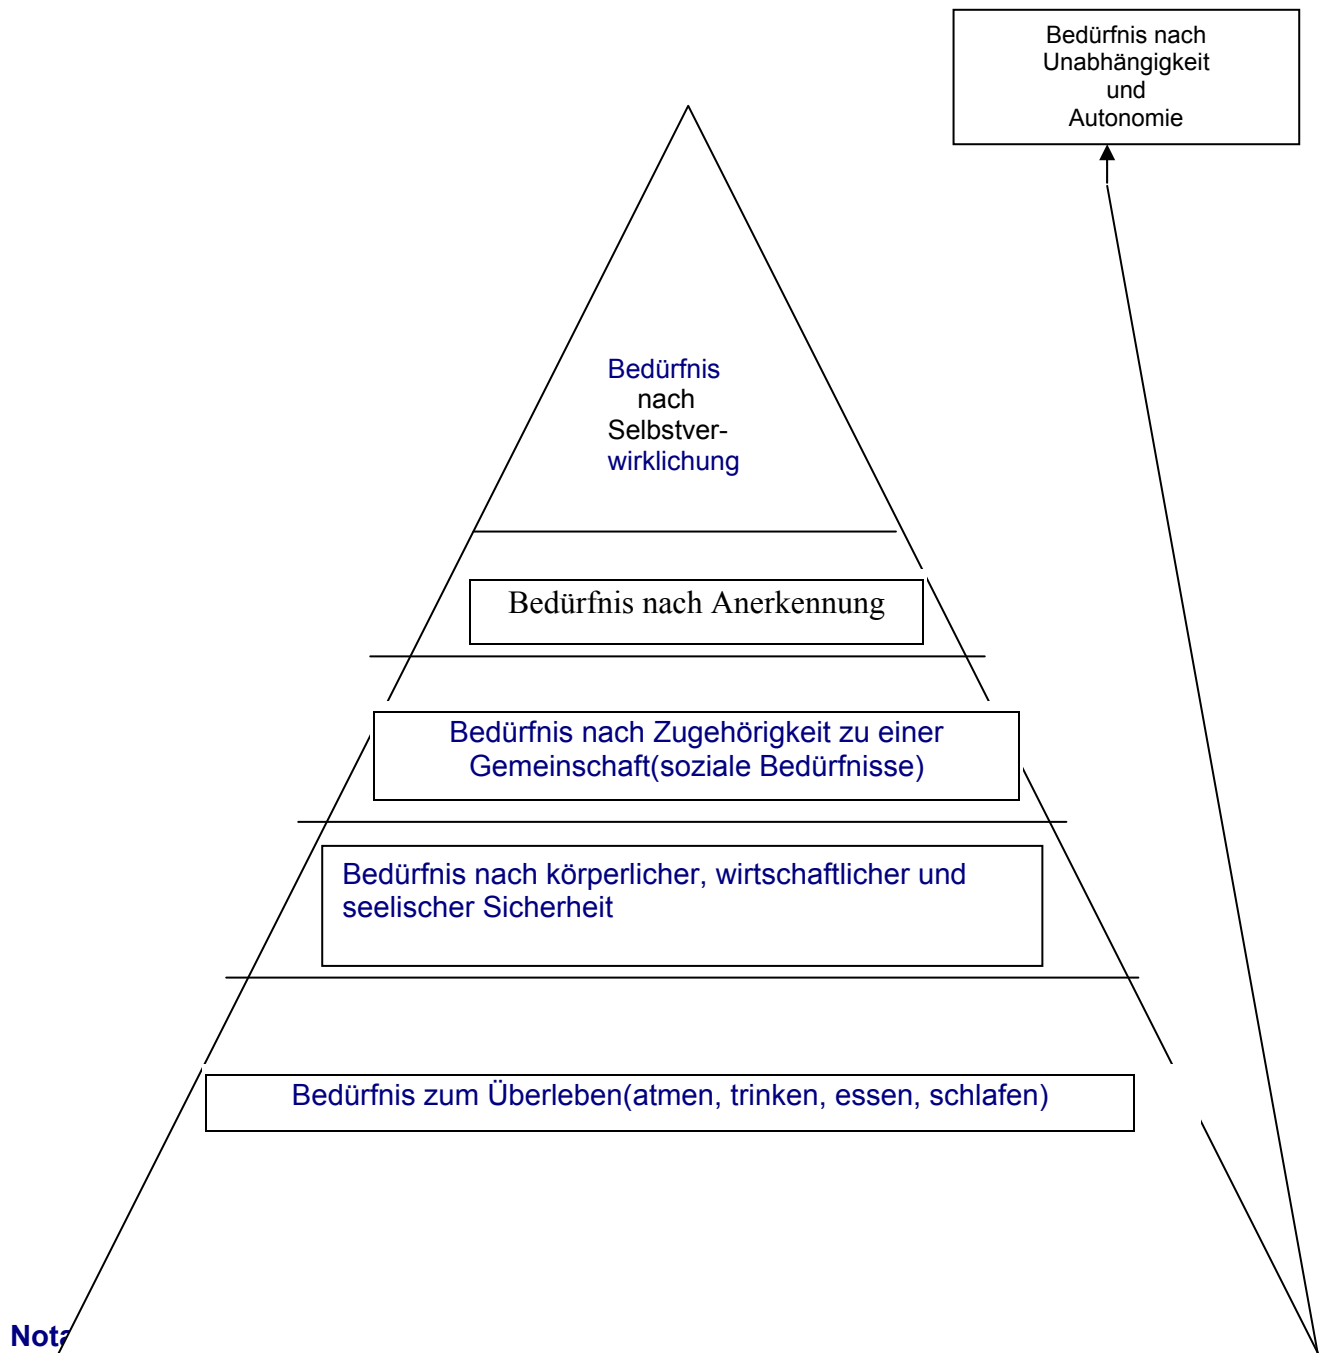 Bedürfnis nach
Unabhängigkeit
und
Autonomie
Bedürfnis
nach
Selbstver-
wirklichung
Bedürfnis nach Anerkennung
Bedürfnis nach Zugehörigkeit zu einer
Gemeinschaft(soziale Bedürfnisse)
Bedürfnis nach körperlicher, wirtschaftlicher und
seelischer Sicherheit
Bedürfnis zum Überleben(atmen, trinken, essen, schlafen)